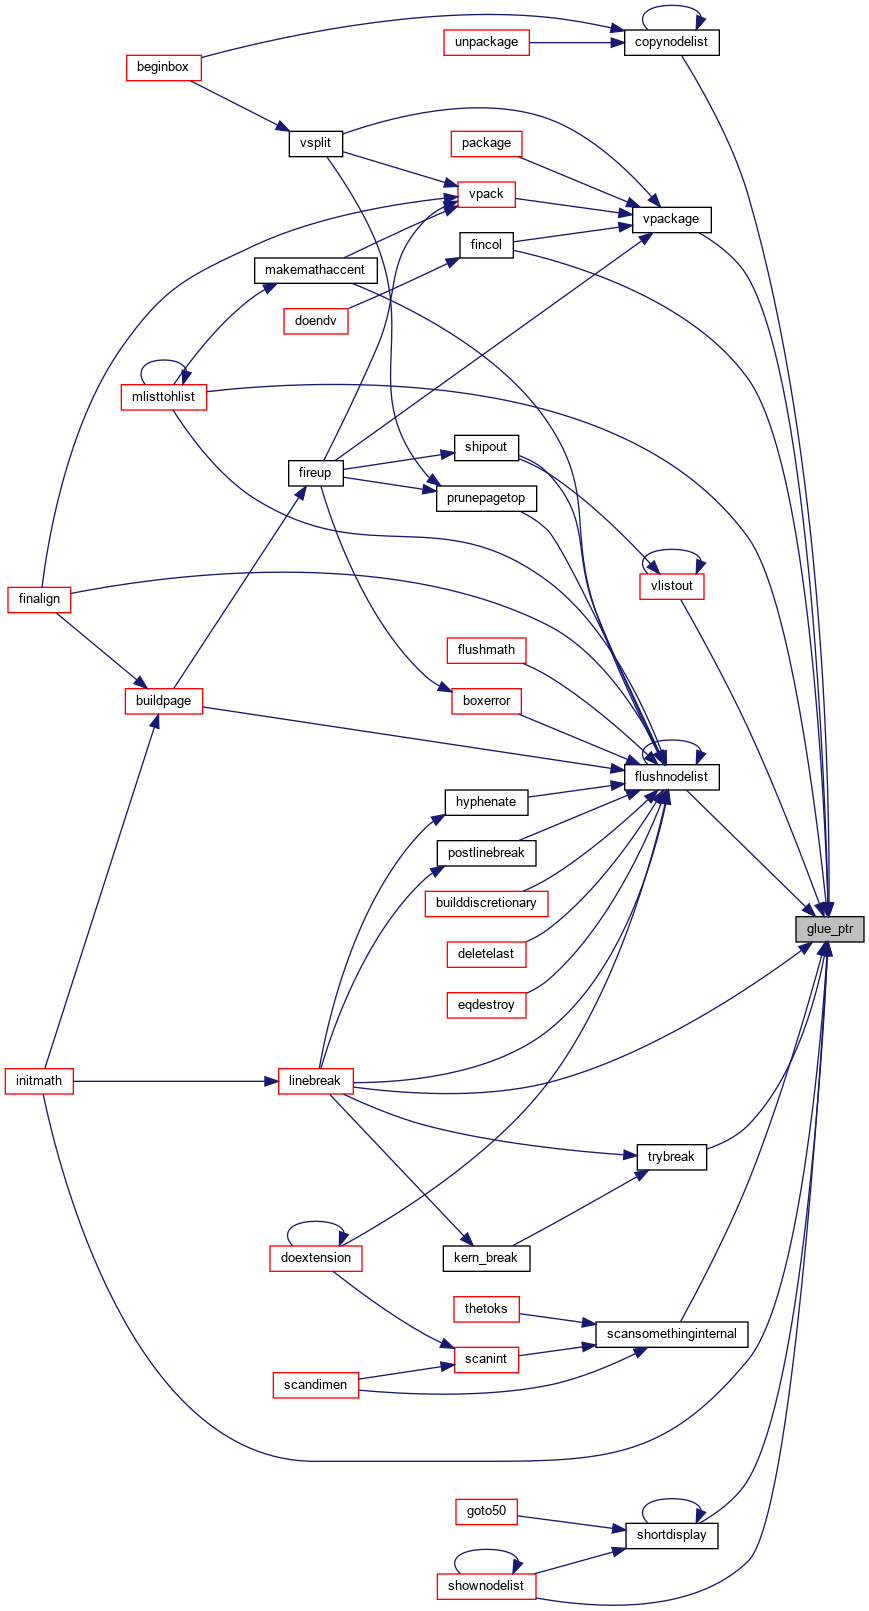 copynodelist
unpackage
beginbox
vsplit
package
vpack
vpackage
fincol
makemathaccent
doendv
mlisttohlist
shipout
fireup
prunepagetop
vlistout
finalign
flushmath
buildpage
boxerror
flushnodelist
hyphenate
postlinebreak
builddiscretionary
glue_ptr
deletelast
eqdestroy
initmath
linebreak
trybreak
doextension
kern_break
thetoks
scansomethinginternal
scanint
scandimen
goto50
shortdisplay
shownodelist